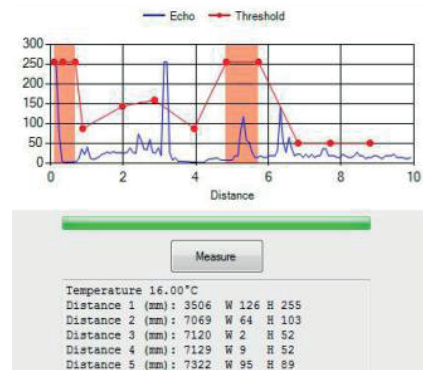 Echo Threshold
300
250
200
150
100
50
0
0 2 4 6 8 10
Distance
Measure
Temperature 16.00°C
Distance 1 (mm): 3506 W 126 H 255
Distance 2 (mm): 7069 W 64 H 103
Distance 3 (mm): 7120 W 2 H 52
Distance 4 (mm): 7129 W 9 H 52
Distance 5 (mm): 7322 W 95 H 89